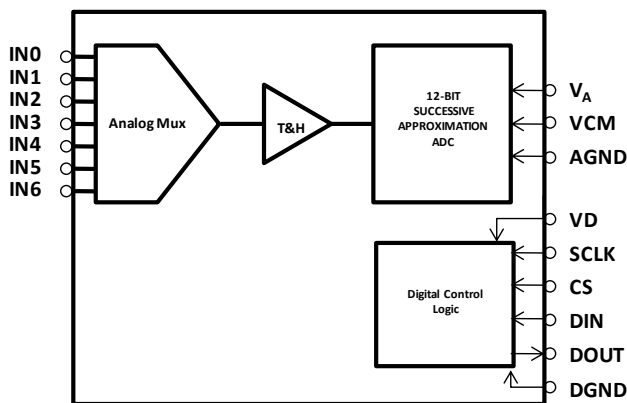 IN0
IN1
IN2
IN3
IN4
IN5
IN6
Analog Mux
T&H
12-BIT
SUCCESSIVE
APPROXIMATION
ADC
VA
VCM
AGND
VD
SCLK
CS
DIN
DOUT
DGND
Digital Control
Logic